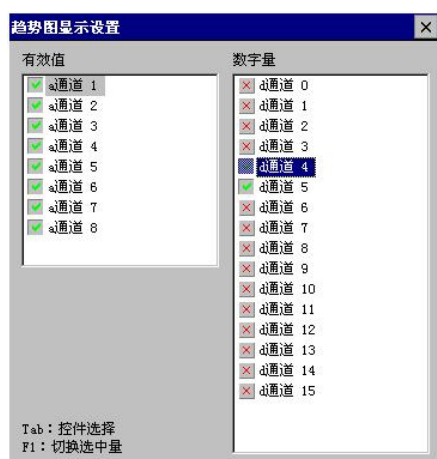 趋势图显示设置
有效值
a通道 1
a通道 2
a通道 3
a通道 4
a通道 5
a通道 6
a通道 7
a通道 8
数字量
d通道 0
d通道 1
d通道 2
d通道 3
d通道 4
d通道 5
d通道 6
d通道 7
d通道 8
d通道 9
d通道 10
d通道 11
d通道 12
d通道 13
d通道 14
d通道 15
Tab：控件选择
F1：切换选中量